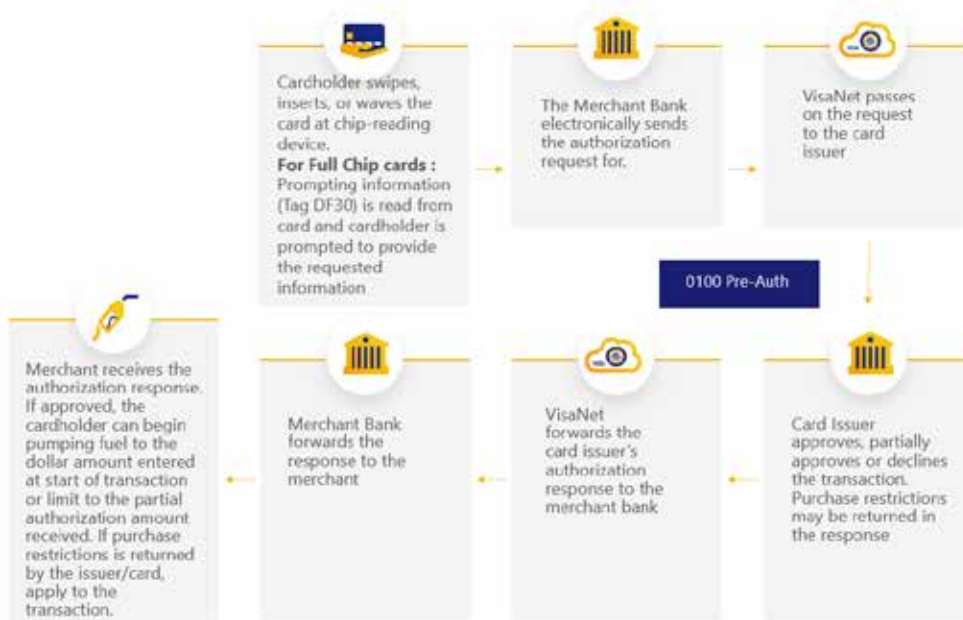 Cardholder swipes,
inserts, or waves the
card at chip-reading
device.
For Full Chip cards :
Prompting information
(Tag DF30) is read from
card and cardholder is
prompted to provide
the requested
information
The Merchant Bank
electronically sends
the authorization
request for.
VisaNet passes
on the request
to the card
issuer
0100 Pre-Auth
Card Issuer
approves, partially
approves or declines
the transaction.
Purchase restrictions
may be returned in
the response
VisaNet
forwards the
card issuer's
authorization
response to the
merchant bank
Merchant Bank
forwards the
response to the
merchant
Merchant receives the
authorization response.
If approved, the
cardholder can begin
pumping fuel to the
dollar amount entered
at start of transaction
or limit to the partial
authorization amount
received. If purchase
restrictions is returned
by the issuer/card,
apply to the
transaction.